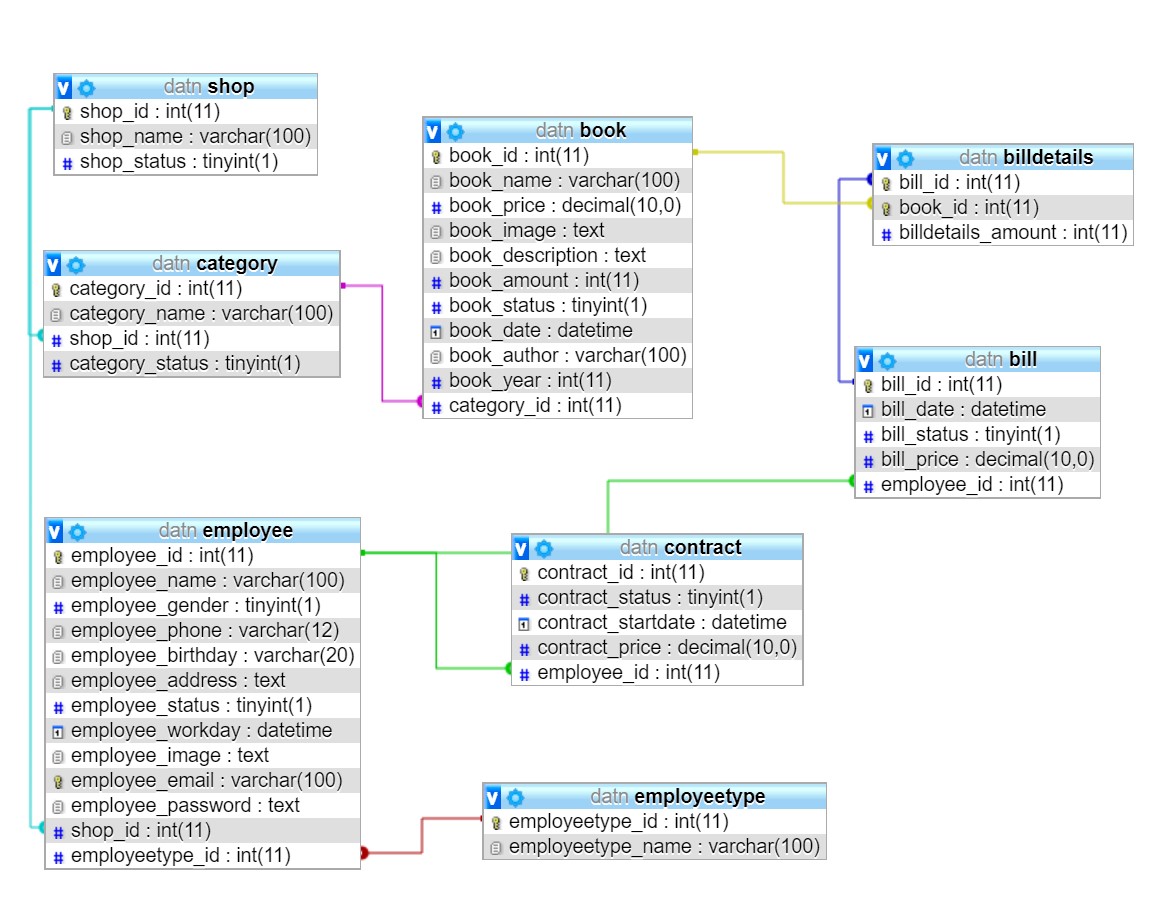 datn shop
shop_id : int(11)
shop_name : varchar(100)
shop_status : tinyint(1)
datn category
category_id : int(11)
category_name : varchar(100)
shop_id : int(11)
category_status : tinyint(1)
datn book
book_id : int(11)
book_name : varchar(100)
book_price : decimal(10,0)
book_image : text
book_description : text
book_amount : int(11)
book_status : tinyint(1)
book_date : datetime
book_author : varchar(100)
book_year : int(11)
category_id : int(11)
datn billdetails
bill_id : int(11)
book_id : int(11)
billdetails_amount : int(11)
datn bill
bill_id : int(11)
bill_date : datetime
bill_status : tinyint(1)
bill_price : decimal(10,0)
employee_id : int(11)
datn employee
employee_id : int(11)
employee_name : varchar(100)
employee_gender : tinyint(1)
employee_phone : varchar(12)
employee_birthday : varchar(20)
employee_address : text
employee_status : tinyint(1)
employee_workday : datetime
employee_image : text
employee_email : varchar(100)
employee_password : text
shop_id : int(11)
employeetype_id : int(11)
datn contract
contract_id : int(11)
contract_status : tinyint(1)
contract_startdate : datetime
contract_price : decimal(10,0)
employee_id : int(11)
datn employeetype
employeetype_id : int(11)
employeetype_name : varchar(100)